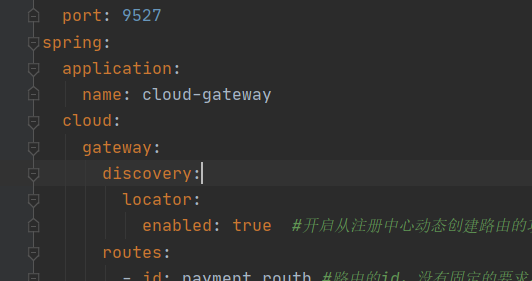 port: 9527
spring:
application:
name: cloud-gateway
cloud:
gateway:
discovery:
locator:
enabled: true #开启从注册中心动态创建路由的
routes:
- id: payment_routh #路由的id，没有固定的要求